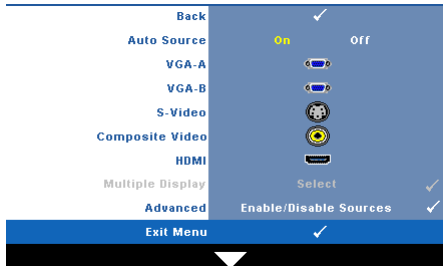 Back
Auto Source On Off
VGA-A
VGA-B
S-Video
Composite Video
HDMI
Multiple Display Select
Advanced Enable/Disable Sources
Exit Menu